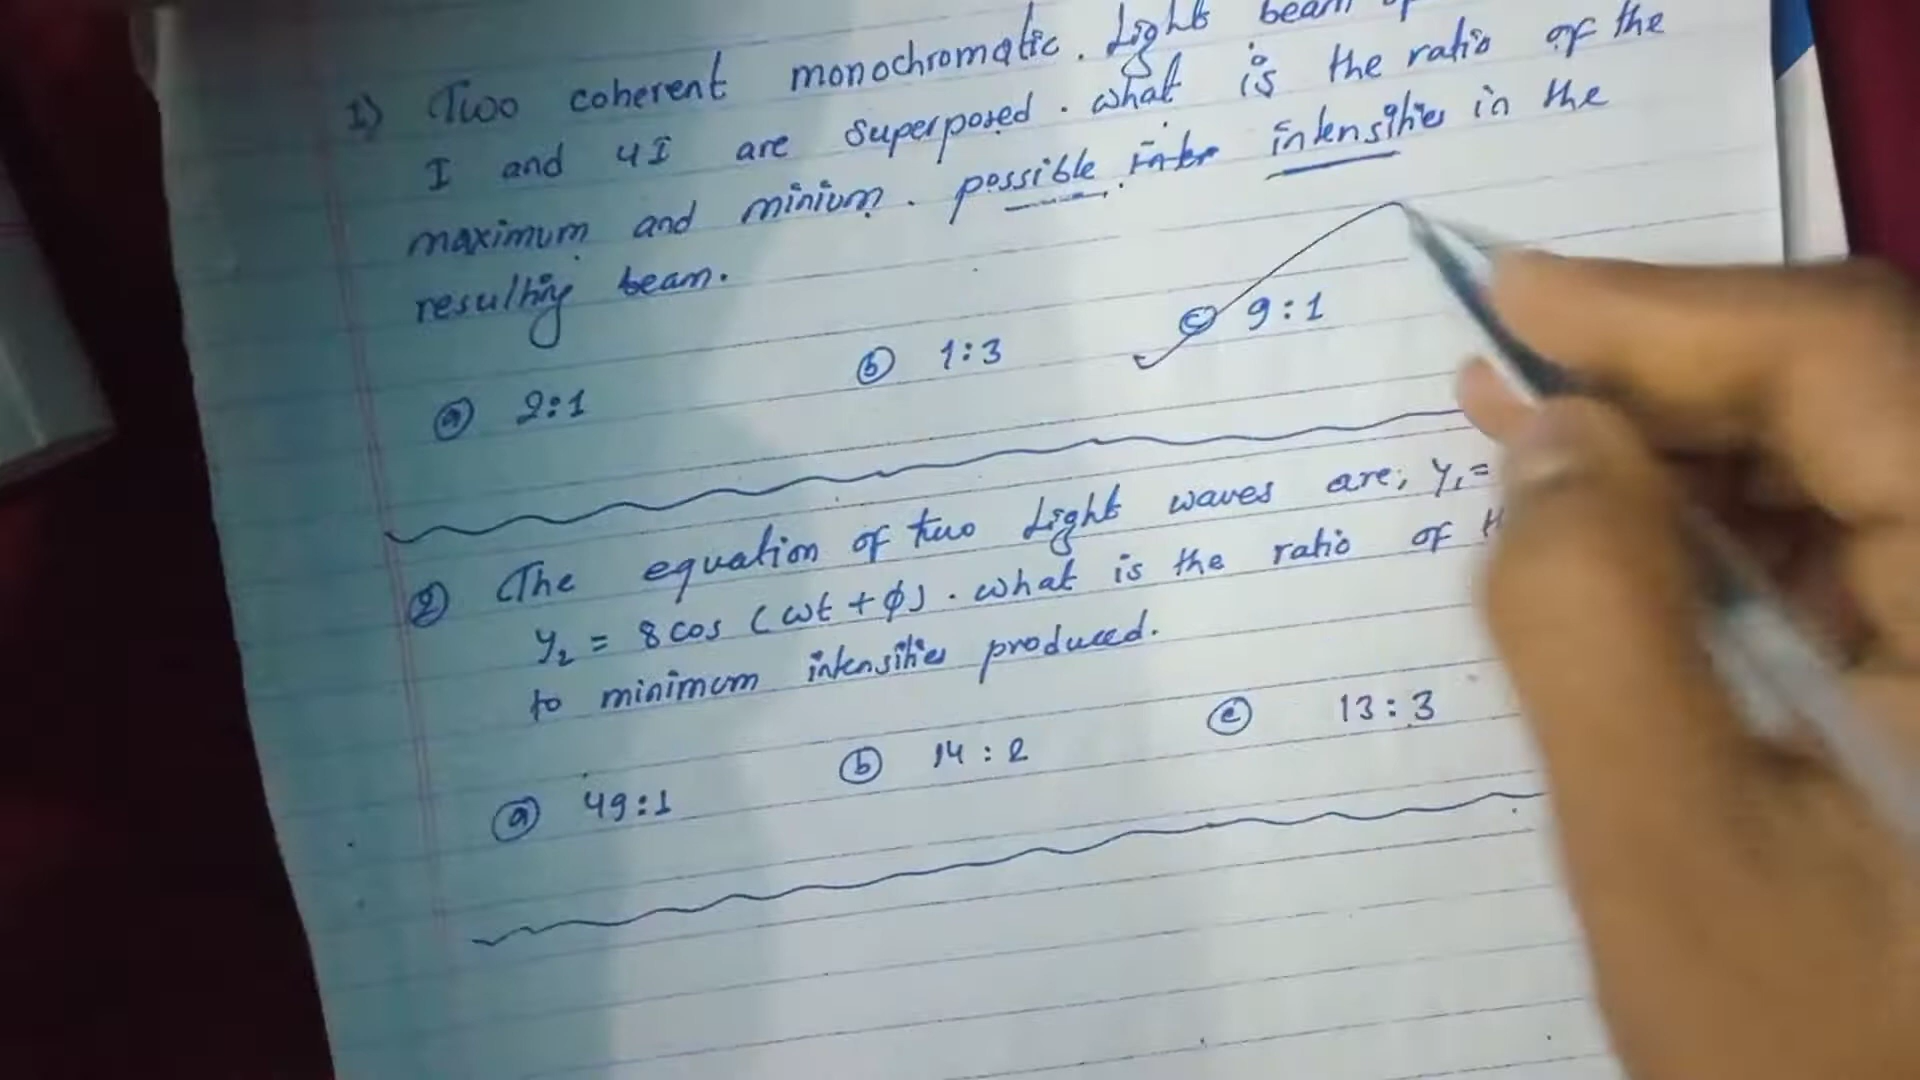 1) Two coherent monochromatic. Light beam
I and 4I are superposed. what is the ratio of the
maximum and minium. possible intensities in the
resulting beam.
a 2:1 b 1:3 c 9:1
2) The equation of two Light waves are, y₁ =
y₂ = 8 cos (ωt + ϕ). what is the ratio of
to minimum intensities produced.
a 49:1 b 14:2 c 13:3